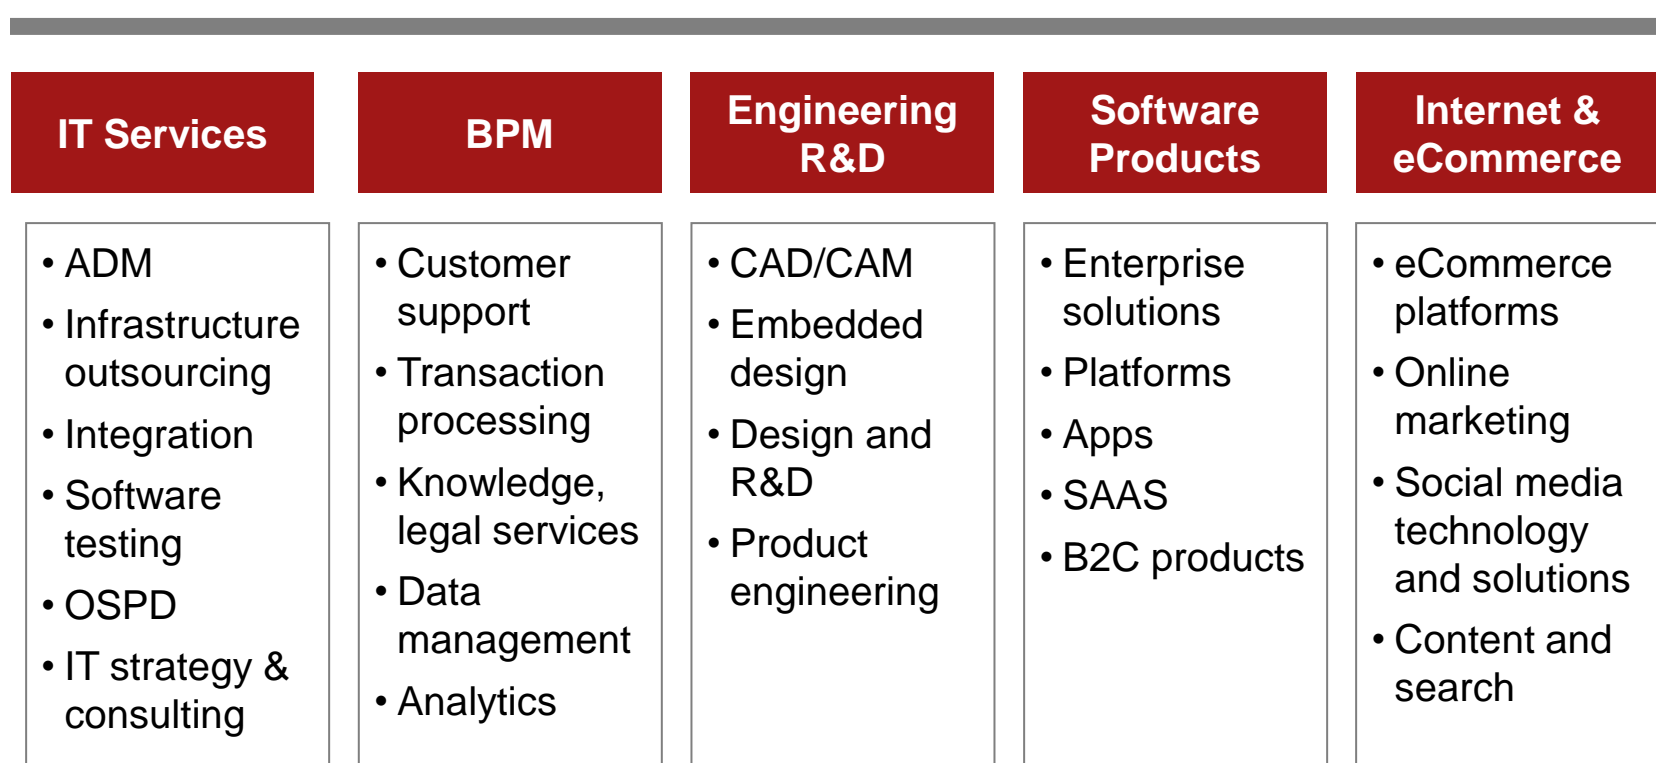 IT Services
• ADM
• Infrastructure
outsourcing
• Integration
• Software
testing
• OSPD
• IT strategy &
consulting
BPM
• Customer
support
• Transaction
processing
• Knowledge,
legal services
• Data
management
• Analytics
Engineering
R&D
• CAD/CAM
• Embedded
design
• Design and
R&D
• Product
engineering
Software
Products
• Enterprise
solutions
• Platforms
• Apps
• SAAS
• B2C products
Internet &
eCommerce
• eCommerce
platforms
• Online
marketing
• Social media
technology
and solutions
• Content and
search